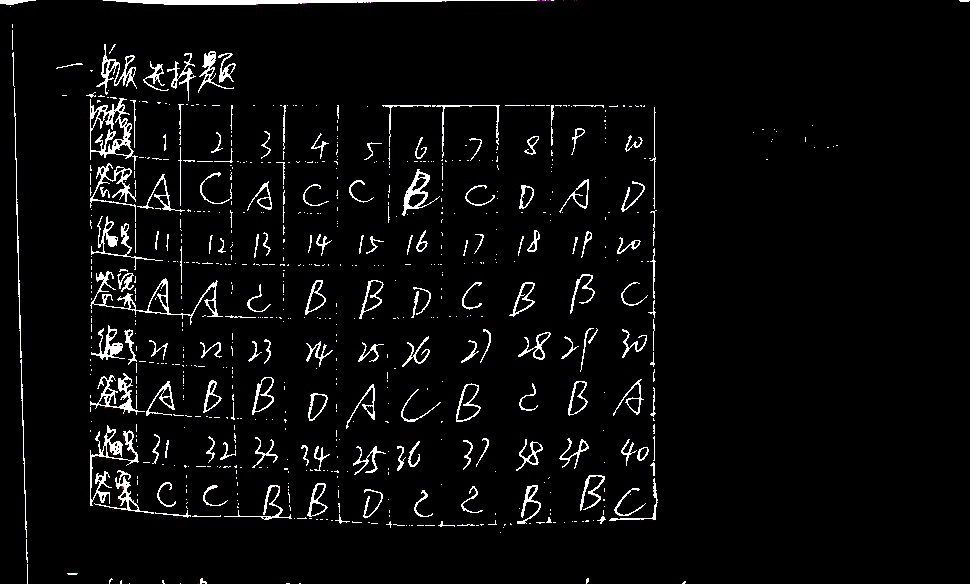 一.单项选择题
编号 1 2 3 4 5 6 7 8 9 10
答案 A C A C C B C D A D
编号 11 12 13 14 15 16 17 18 19 20
答案 A A C B B D C B B C
编号 21 22 23 24 25 26 27 28 29 30
答案 A B B D A C B C B A
编号 31 32 33 34 35 36 37 38 39 40
答案 C C B B D C C B B C